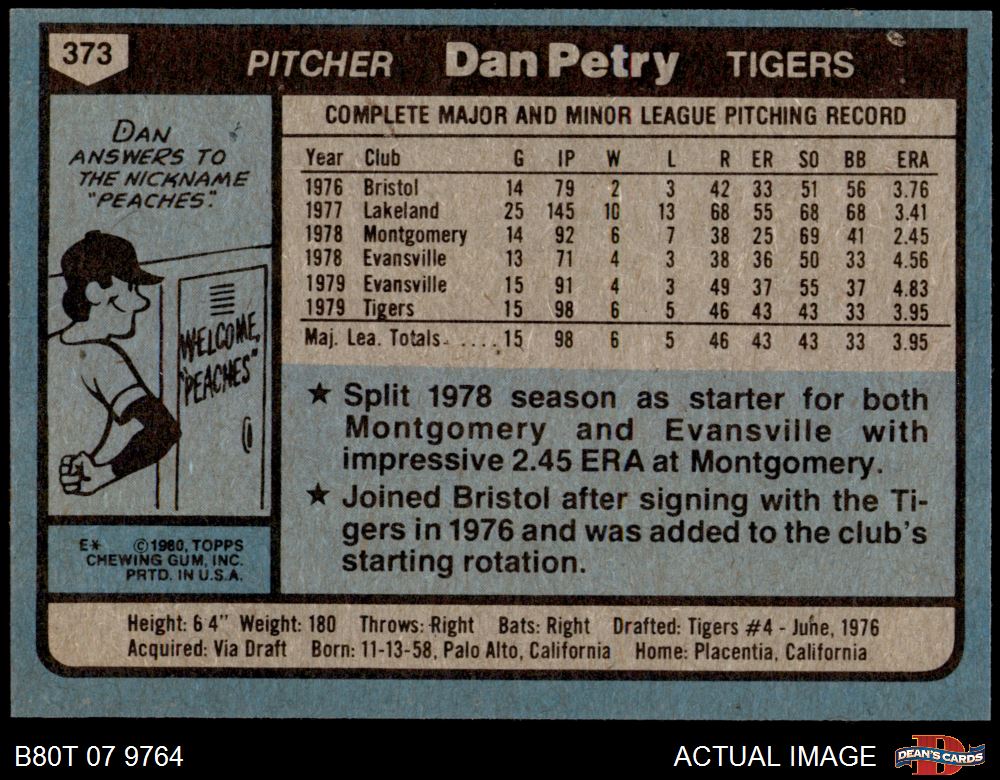 373
PITCHER Dan Petry TIGERS
DAN
ANSWERS TO
THE NICKNAME
"PEACHES."
WELCOME,
"PEACHES"
COMPLETE MAJOR AND MINOR LEAGUE PITCHING RECORD
Year Club G IP W L R ER SO BB ERA
1976 Bristol 14 79 2 3 42 33 51 56 3.76
1977 Lakeland 25 145 10 13 68 55 68 68 3.41
1978 Montgomery 14 92 6 7 38 25 69 41 2.45
1978 Evansville 13 71 4 3 38 36 50 33 4.56
1979 Evansville 15 91 4 3 49 37 55 37 4.83
1979 Tigers 15 98 6 5 46 43 43 33 3.95
Maj. Lea. Totals. . . . . 15 98 6 5 46 43 43 33 3.95
★ Split 1978 season as starter for both
Montgomery and Evansville with
impressive 2.45 ERA at Montgomery.
★ Joined Bristol after signing with the Ti-
gers in 1976 and was added to the club's
starting rotation.
E* ©1980, TOPPS
CHEWING GUM, INC.
PRTD. IN U.S.A.
Height: 6 4" Weight: 180 Throws: Right Bats: Right Drafted: Tigers #4 - June, 1976
Acquired: Via Draft Born: 11-13-58, Palo Alto, California Home: Placentia, California
B80T 07 9764
ACTUAL IMAGE
D
DEAN'S CARDS